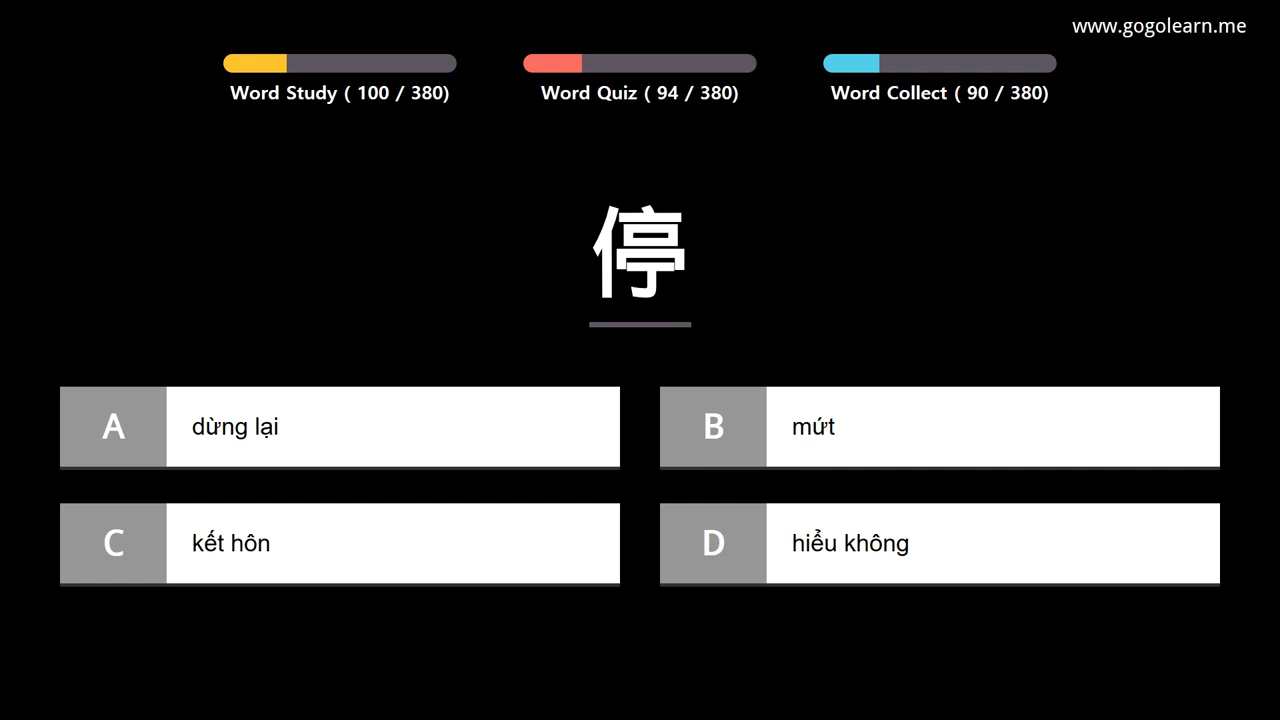 www.gogolearn.me
Word Study ( 100 / 380)
Word Quiz ( 94 / 380)
Word Collect ( 90 / 380)
停
A dừng lại
B mứt
C kết hôn
D hiểu không